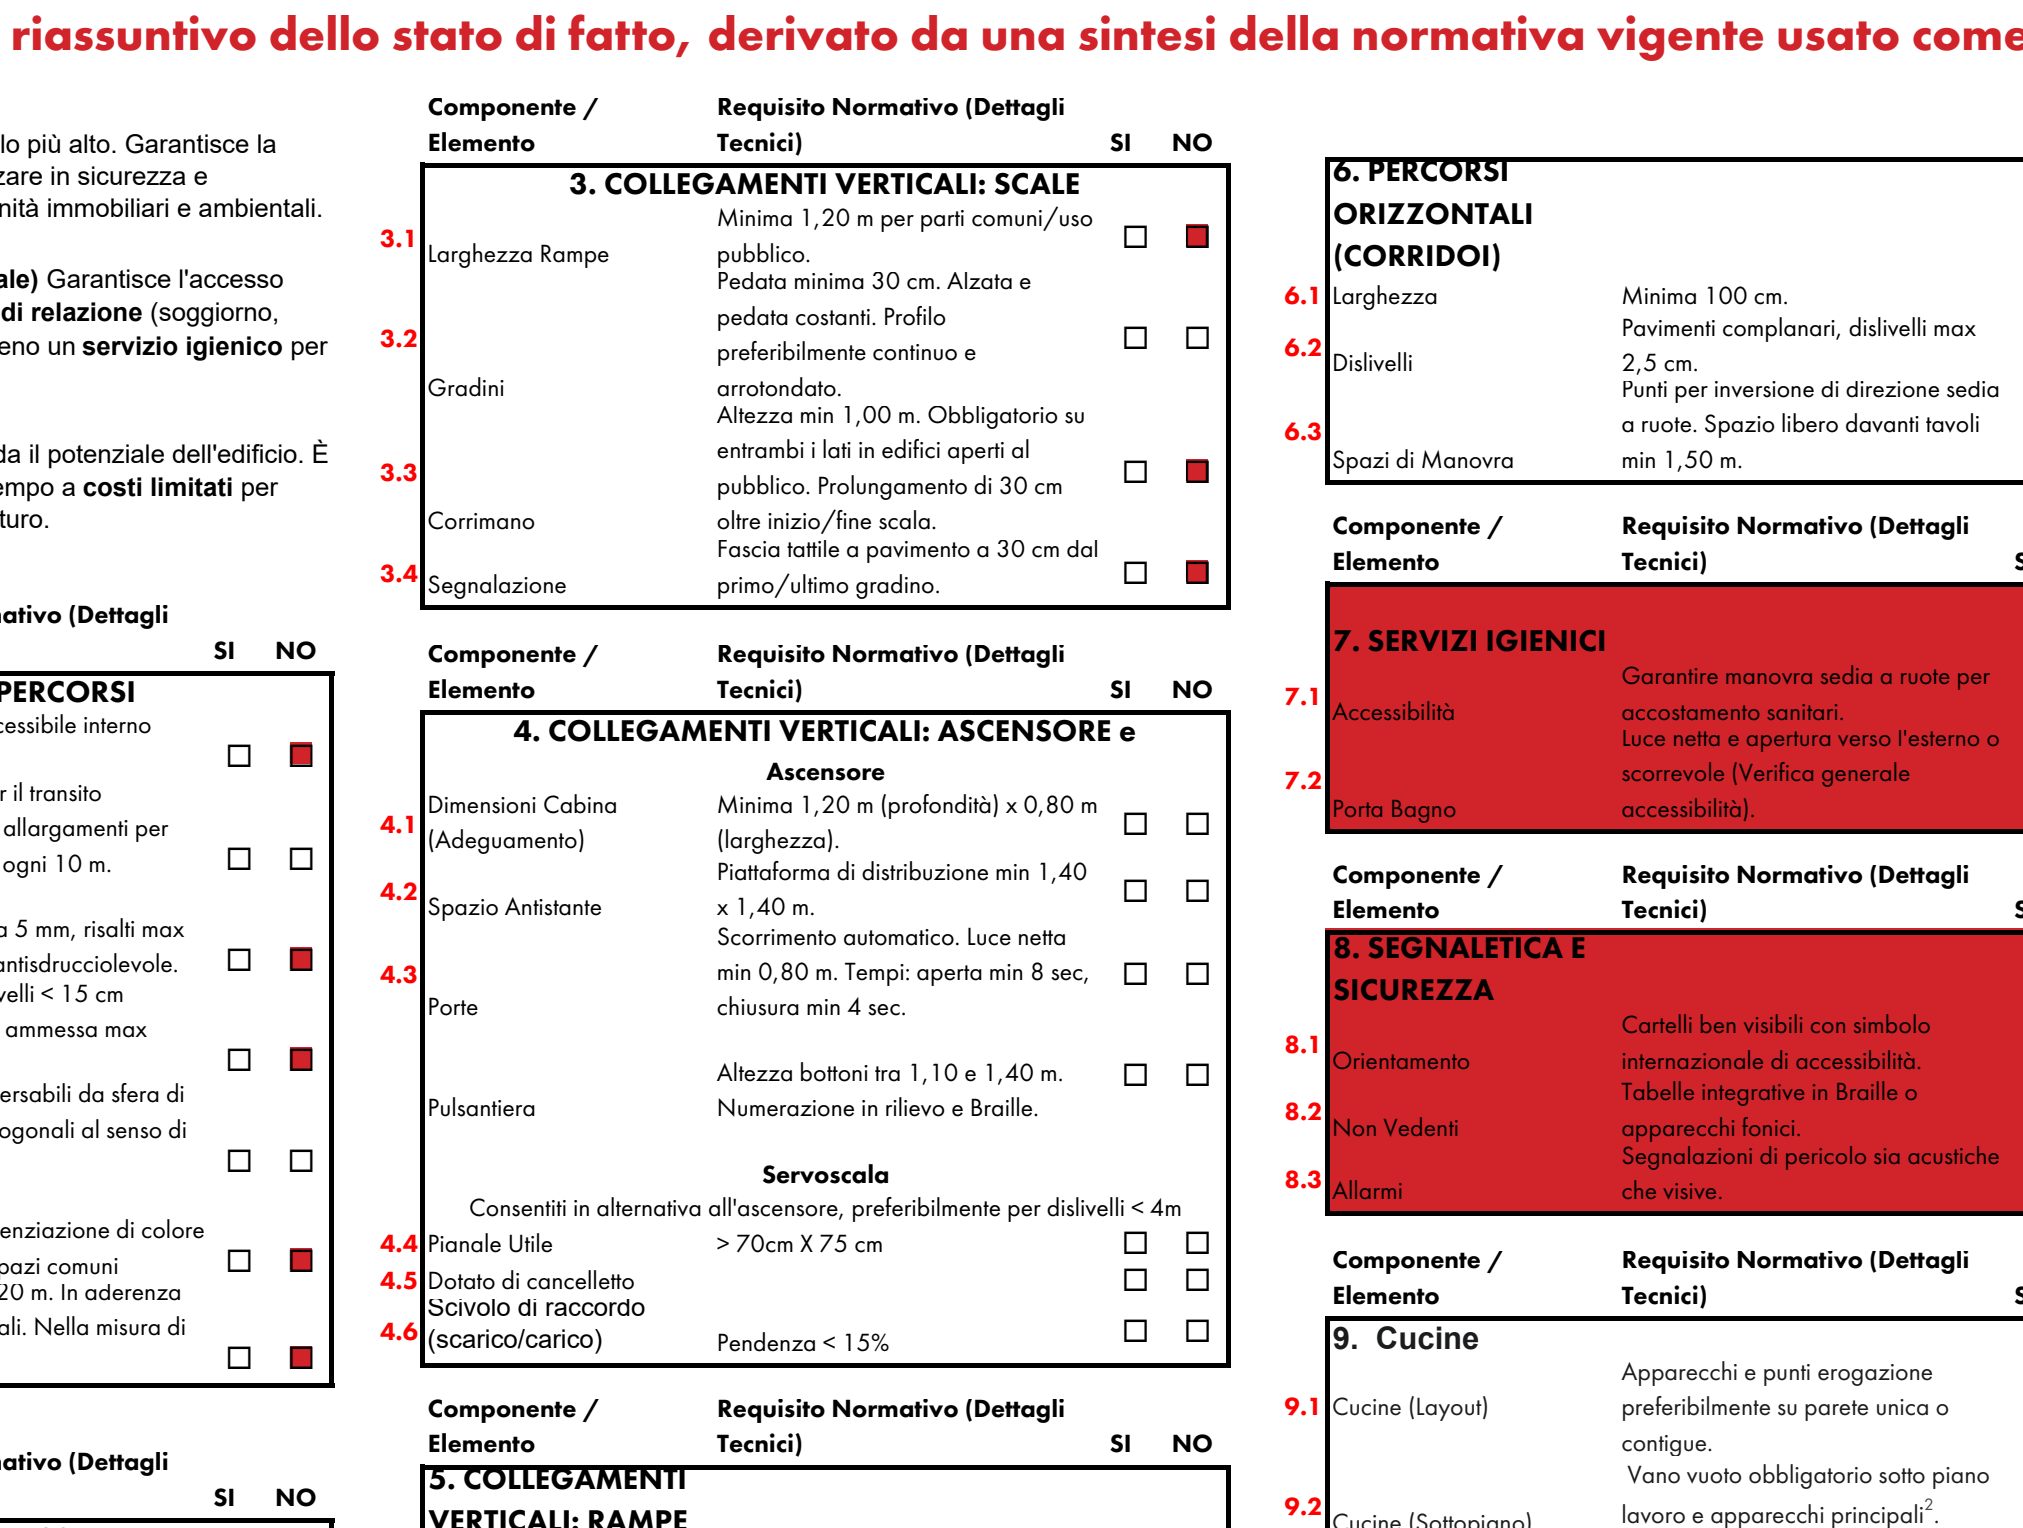 riassuntivo dello stato di fatto, derivato da una sintesi della normativa vigente usato come
lo più alto. Garantisce la
zare in sicurezza e
nità immobiliari e ambientali.
ale) Garantisce l'accesso
di relazione (soggiorno,
eno un servizio igienico per
da il potenziale dell'edificio. È
empo a costi limitati per
turo.
ativo (Dettagli
SI NO
PERCORSI
cessibile interno
r il transito
allargamenti per
ogni 10 m.
a 5 mm, risalti max
antisdrucciolevole.
velli < 15 cm
ammessa max
ersabili da sfera di
ogonali al senso di
enziazione di colore
pazi comuni
20 m. In aderenza
ali. Nella misura di
ativo (Dettagli
SI NO
Componente / Requisito Normativo (Dettagli
Elemento Tecnici) SI NO
3. COLLEGAMENTI VERTICALI: SCALE
Minima 1,20 m per parti comuni/uso
3.1 Larghezza Rampe pubblico.
Pedata minima 30 cm. Alzata e
pedata costanti. Profilo
3.2 preferibilmente continuo e
Gradini arrotondato.
Altezza min 1,00 m. Obbligatorio su
entrambi i lati in edifici aperti al
3.3 pubblico. Prolungamento di 30 cm
Corrimano oltre inizio/fine scala.
Fascia tattile a pavimento a 30 cm dal
3.4 Segnalazione primo/ultimo gradino.
Componente / Requisito Normativo (Dettagli
Elemento Tecnici) SI NO
4. COLLEGAMENTI VERTICALI: ASCENSORE e
Ascensore
Dimensioni Cabina Minima 1,20 m (profondità) x 0,80 m
4.1 (Adeguamento) (larghezza).
Piattaforma di distribuzione min 1,40
4.2 Spazio Antistante x 1,40 m.
Scorrimento automatico. Luce netta
4.3 min 0,80 m. Tempi: aperta min 8 sec,
Porte chiusura min 4 sec.
Altezza bottoni tra 1,10 e 1,40 m.
Pulsantiera Numerazione in rilievo e Braille.
Servoscala
Consentiti in alternativa all'ascensore, preferibilmente per dislivelli < 4m
4.4 Pianale Utile > 70cm X 75 cm
4.5 Dotato di cancelletto
Scivolo di raccordo
4.6 (scarico/carico) Pendenza < 15%
Componente / Requisito Normativo (Dettagli
Elemento Tecnici) SI NO
5. COLLEGAMENTI
VERTICALI: RAMPE
6. PERCORSI
ORIZZONTALI
(CORRIDOI)
6.1 Larghezza Minima 100 cm.
Pavimenti complanari, dislivelli max
6.2 Dislivelli 2,5 cm.
Punti per inversione di direzione sedia
6.3 a ruote. Spazio libero davanti tavoli
Spazi di Manovra min 1,50 m.
Componente / Requisito Normativo (Dettagli
Elemento Tecnici)
7. SERVIZI IGIENICI
Garantire manovra sedia a ruote per
7.1 Accessibilità accostamento sanitari.
Luce netta e apertura verso l'esterno o
7.2 scorrevole (Verifica generale
Porta Bagno accessibilità).
Componente / Requisito Normativo (Dettagli
Elemento Tecnici)
8. SEGNALETICA E
SICUREZZA
Cartelli ben visibili con simbolo
8.1 Orientamento internazionale di accessibilità.
Tabelle integrative in Braille o
8.2 Non Vedenti apparecchi fonici.
Segnalazioni di pericolo sia acustiche
8.3 Allarmi che visive.
Componente / Requisito Normativo (Dettagli
Elemento Tecnici)
9. Cucine
Apparecchi e punti erogazione
9.1 Cucine (Layout) preferibilmente su parete unica o
contigue.
Vano vuoto obbligatorio sotto piano
9.2 Cucine (Sottopiano) lavoro e apparecchi principali².